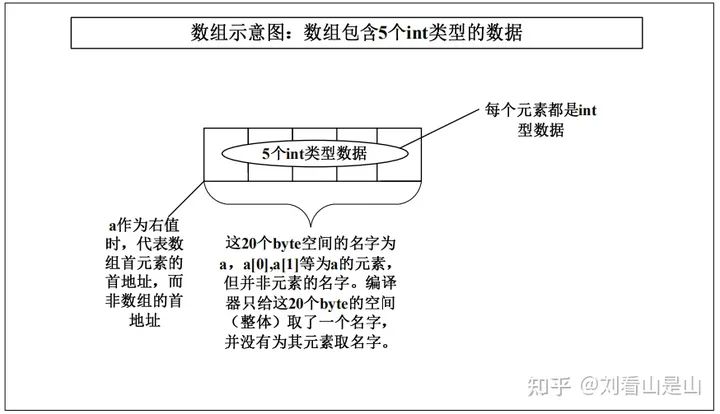 数组示意图：数组包含5个int类型的数据
每个元素都是int
型数据
5个int类型数据
a作为右值
时，代表数
组首元素的
首地址，而
非数组的首
地址
这20个byte空间的名字为
a，a[0],a[1]等为a的元素，
但并非元素的名字。编译
器只给这20个byte的空间
（整体）取了一个名字，
并没有为其元素取名字。
知乎 @刘看山是山